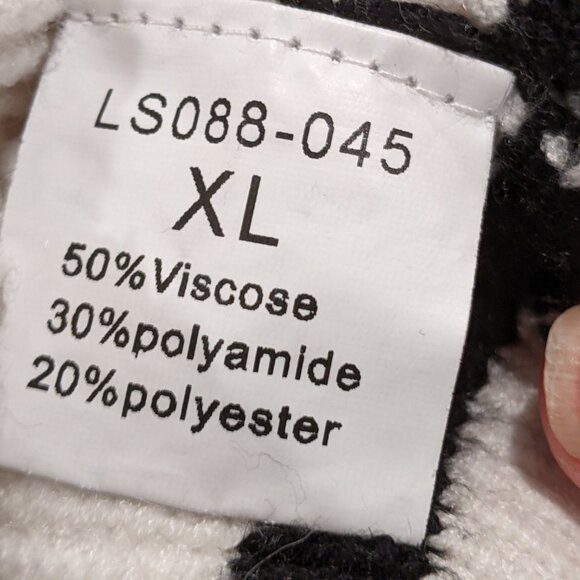 LS088-045
XL
50%Viscose
30%polyamide
20%polyester